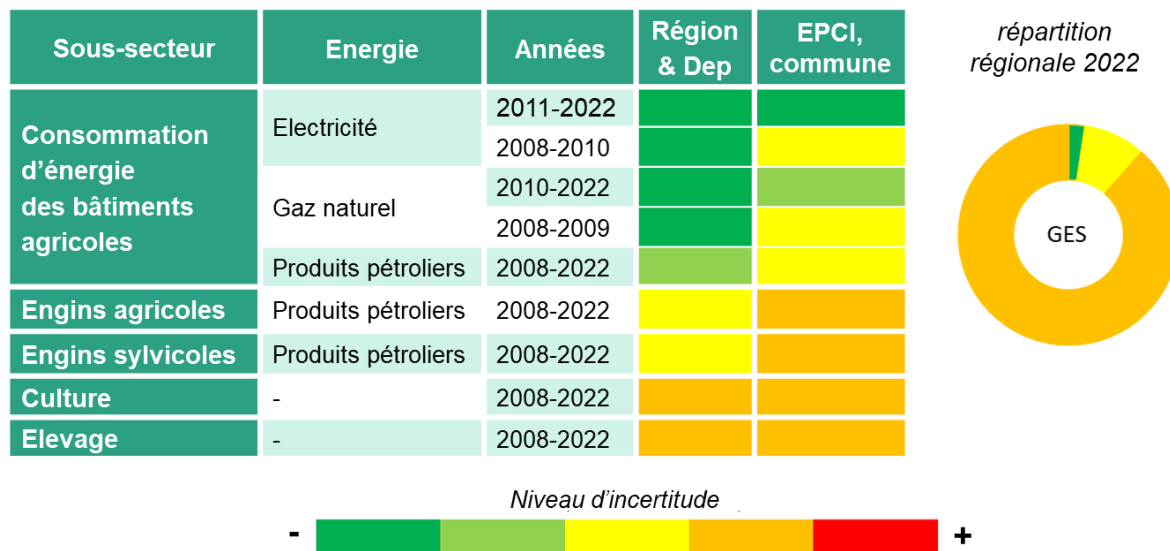 Sous-secteur
Energie
Années
Région
& Dep
EPCI,
commune
répartition
régionale 2022
Consommation
d'énergie
des bâtiments
agricoles
Electricité
2011-2022
2008-2010
Gaz naturel
2010-2022
2008-2009
Produits pétroliers
2008-2022
Engins agricoles
Produits pétroliers
2008-2022
Engins sylvicoles
Produits pétroliers
2008-2022
Culture
-
2008-2022
Elevage
-
2008-2022
GES
Niveau d'incertitude
- +